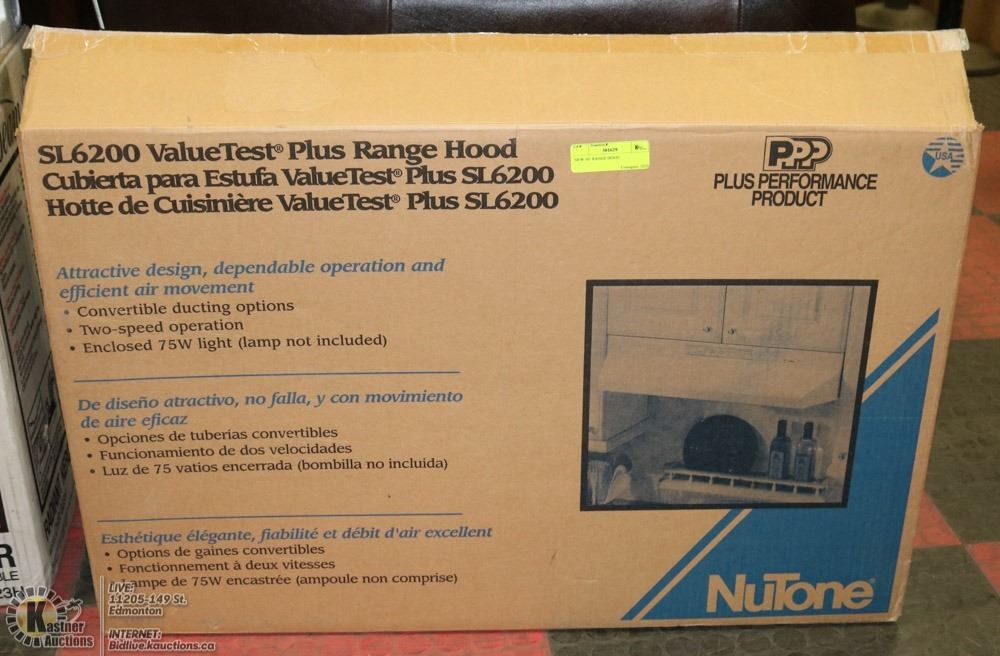 SL6200 ValueTest® Plus Range Hood
Cubierta para Estufa ValueTest® Plus SL6200
Hotte de Cuisinière ValueTest® Plus SL6200
PPP
PLUS PERFORMANCE
PRODUCT
USA
Attractive design, dependable operation and
efficient air movement
• Convertible ducting options
• Two-speed operation
• Enclosed 75W light (lamp not included)
De diseño atractivo, no falla, y con movimiento
de aire eficaz
• Opciones de tuberías convertibles
• Funcionamiento de dos velocidades
• Luz de 75 vatios encerrada (bombilla no incluida)
Esthétique élégante, fiabilité et débit d'air excellent
• Options de gaines convertibles
• Fonctionnement à deux vitesses
• Lampe de 75W encastrée (ampoule non comprise)
NuTone®
Kastner
Auctions
LIVE:
11205-149 St.
Edmonton
INTERNET:
Bidlive.kauctions.ca